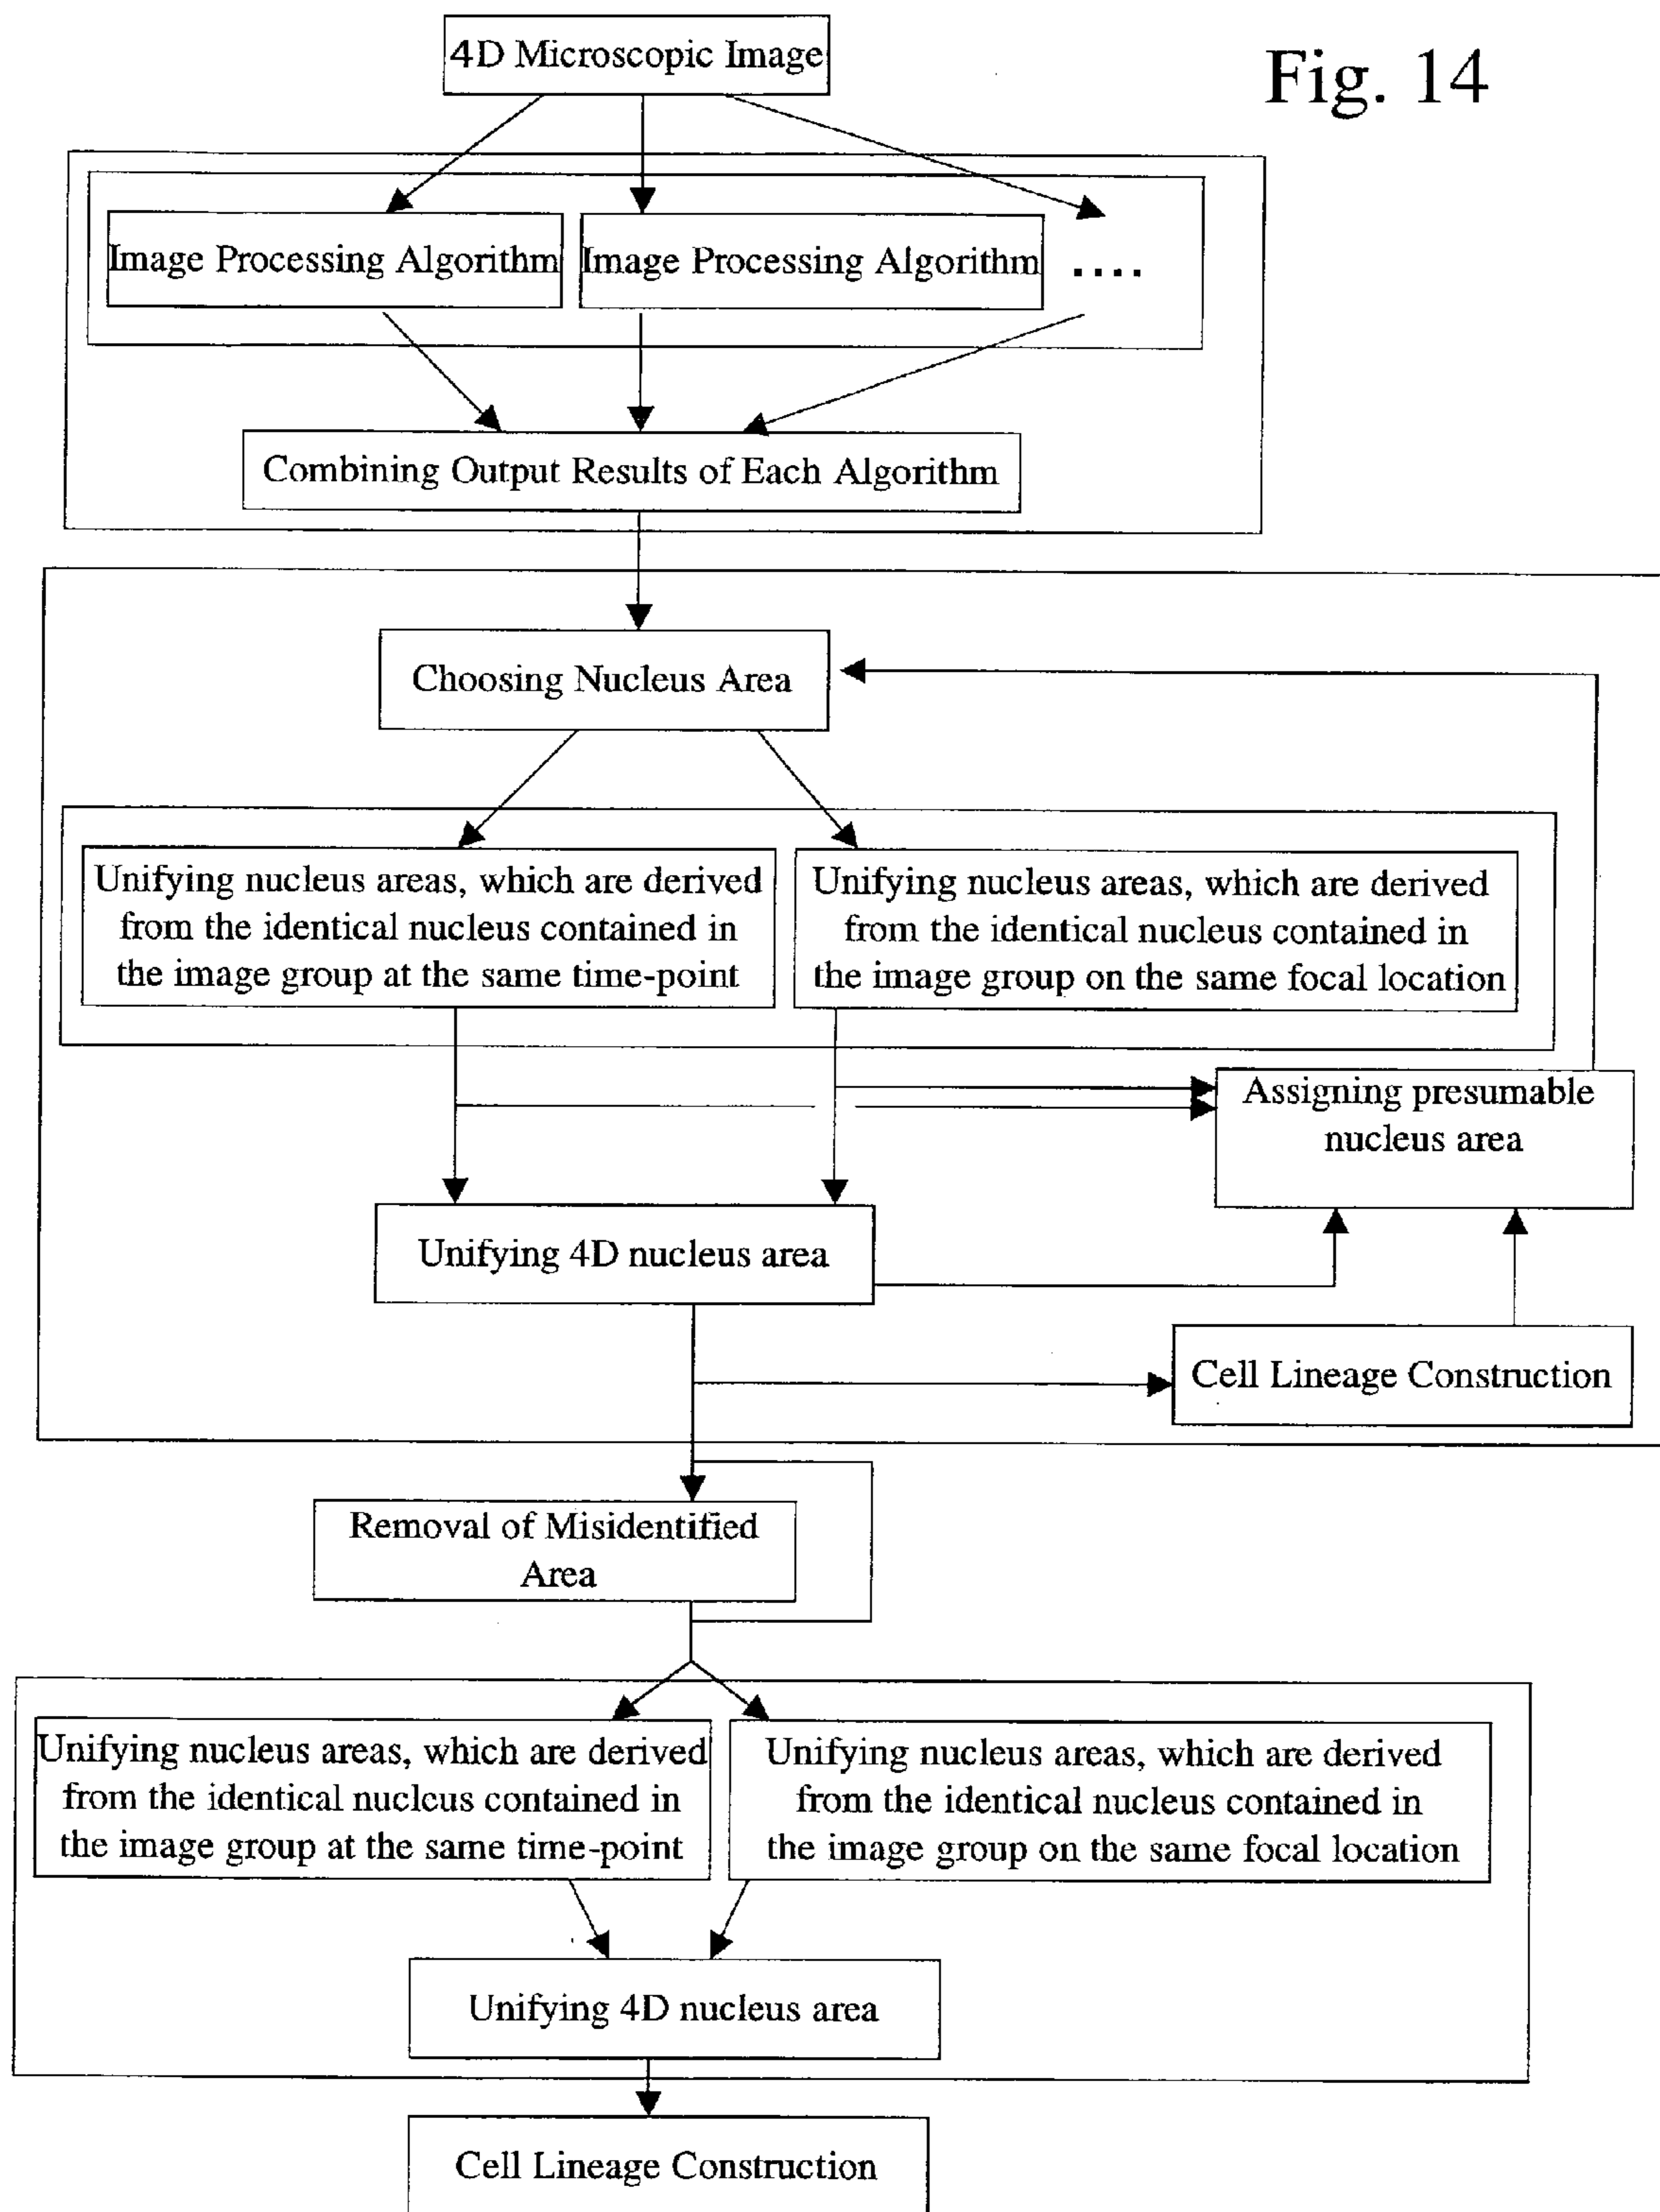 4D Microscopic Image
Fig. 14
Image Processing Algorithm
Image Processing Algorithm
....
Combining Output Results of Each Algorithm
Choosing Nucleus Area
Unifying nucleus areas, which are derived
from the identical nucleus contained in
the image group at the same time-point
Unifying nucleus areas, which are derived
from the identical nucleus contained in
the image group on the same focal location
Assigning presumable
nucleus area
Unifying 4D nucleus area
Cell Lineage Construction
Removal of Misidentified
Area
Unifying nucleus areas, which are derived
from the identical nucleus contained in
the image group at the same time-point
Unifying nucleus areas, which are derived
from the identical nucleus contained in
the image group on the same focal location
Unifying 4D nucleus area
Cell Lineage Construction